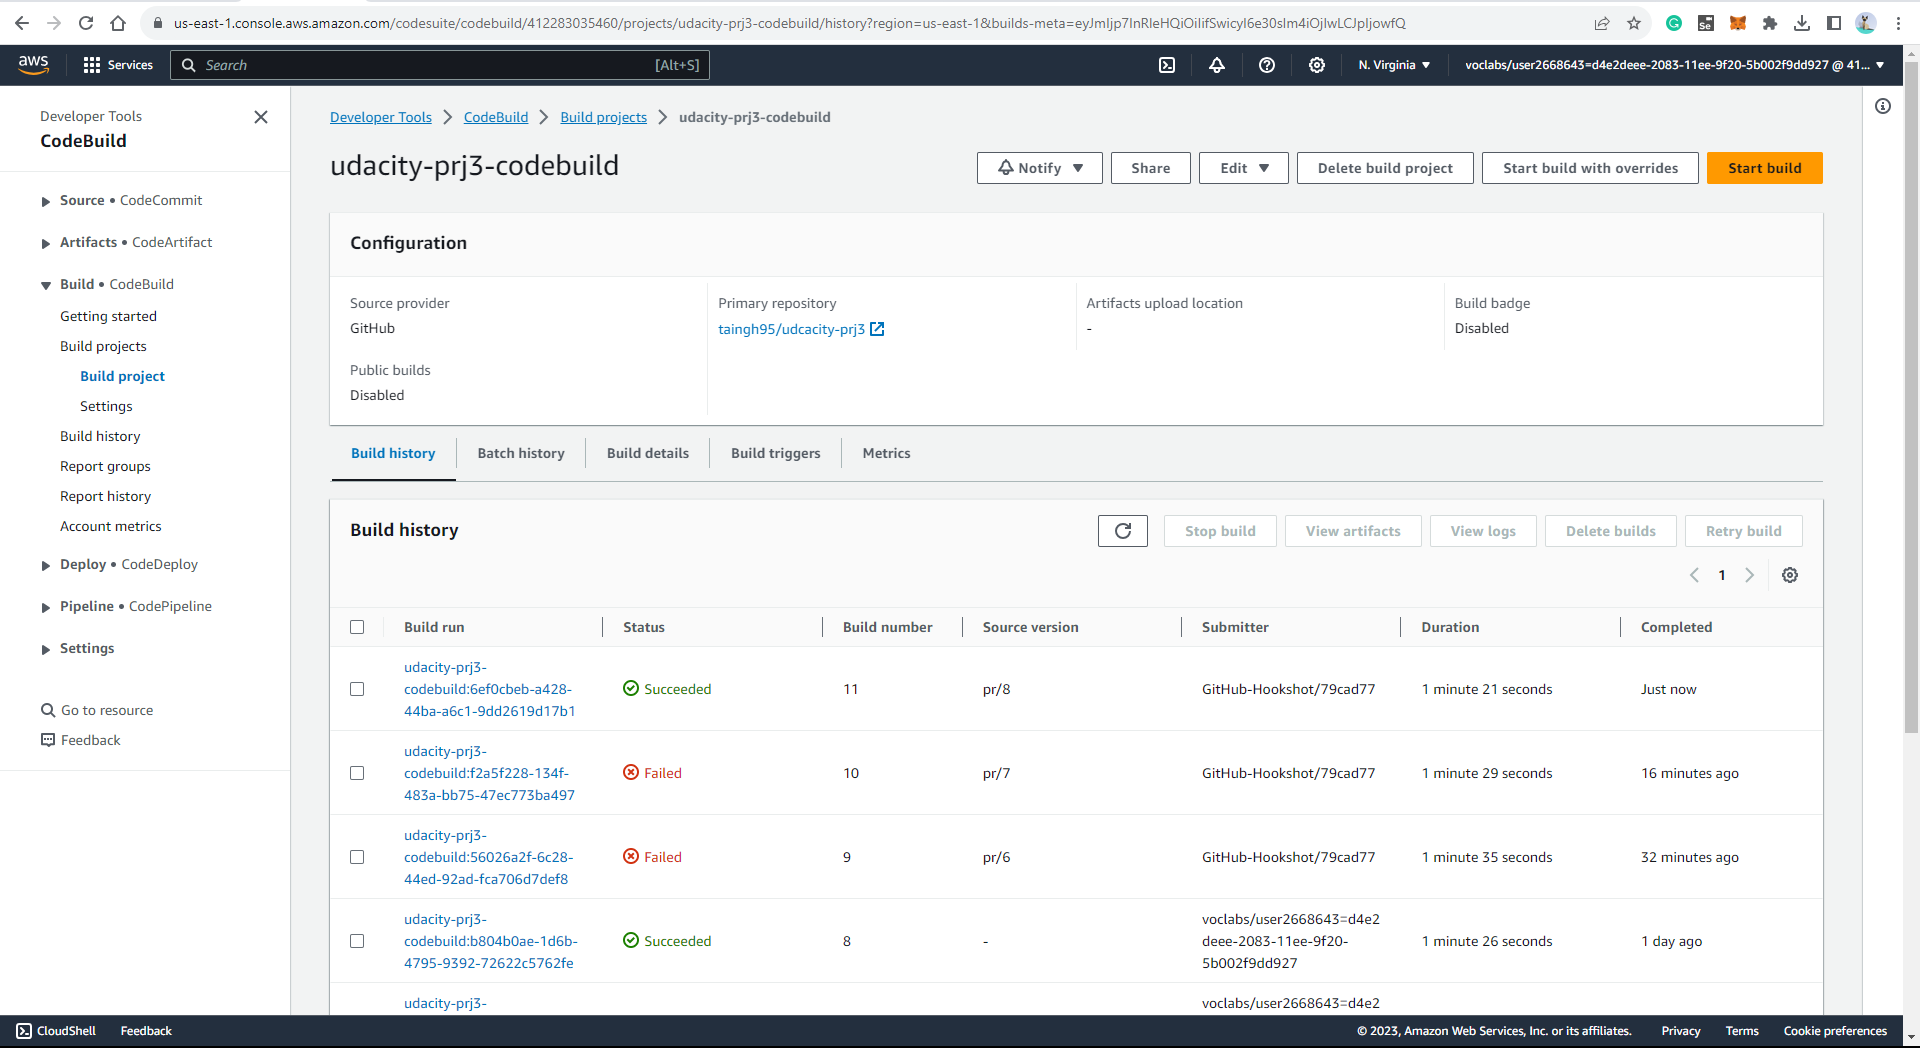 us-east-1.console.aws.amazon.com/codesuite/codebuild/412283035460/projects/udacity-prj3-codebuild/history?region=us-east-1&builds-meta=eyJmIjp7InRleHQiOiIifSwicyI6e30sIm4iOjIwLCJpIjowfQ
aws
Services
Search
[Alt+S]
N. Virginia
voclabs/user2668643=d4e2deee-2083-11ee-9f20-5b002f9dd927 @ 41...
Developer Tools
CodeBuild
Source • CodeCommit
Artifacts • CodeArtifact
Build • CodeBuild
Getting started
Build projects
Build project
Settings
Build history
Report groups
Report history
Account metrics
Deploy • CodeDeploy
Pipeline • CodePipeline
Settings
Go to resource
Feedback
Developer Tools CodeBuild Build projects udacity-prj3-codebuild
udacity-prj3-codebuild
Notify Share Edit Delete build project Start build with overrides Start build
Configuration
Source provider
GitHub
Primary repository
taingh95/udcacity-prj3
Artifacts upload location
-
Build badge
Disabled
Public builds
Disabled
Build history Batch history Build details Build triggers Metrics
Build history
Stop build View artifacts View logs Delete builds Retry build
1
Build run Status Build number Source version Submitter Duration Completed
udacity-prj3-
codebuild:6ef0cbeb-a428-
44ba-a6c1-9dd2619d17b1
Succeeded 11 pr/8 GitHub-Hookshot/79cad77 1 minute 21 seconds Just now
udacity-prj3-
codebuild:f2a5f228-134f-
483a-bb75-47ec773ba497
Failed 10 pr/7 GitHub-Hookshot/79cad77 1 minute 29 seconds 16 minutes ago
udacity-prj3-
codebuild:56026a2f-6c28-
44ed-92ad-fca706d7def8
Failed 9 pr/6 GitHub-Hookshot/79cad77 1 minute 35 seconds 32 minutes ago
udacity-prj3-
codebuild:b804b0ae-1d6b-
4795-9392-72622c5762fe
Succeeded 8 -
voclabs/user2668643=d4e2
deee-2083-11ee-9f20-
5b002f9dd927
1 minute 26 seconds 1 day ago
udacity-prj3-
voclabs/user2668643=d4e2
CloudShell Feedback
© 2023, Amazon Web Services, Inc. or its affiliates. Privacy Terms Cookie preferences